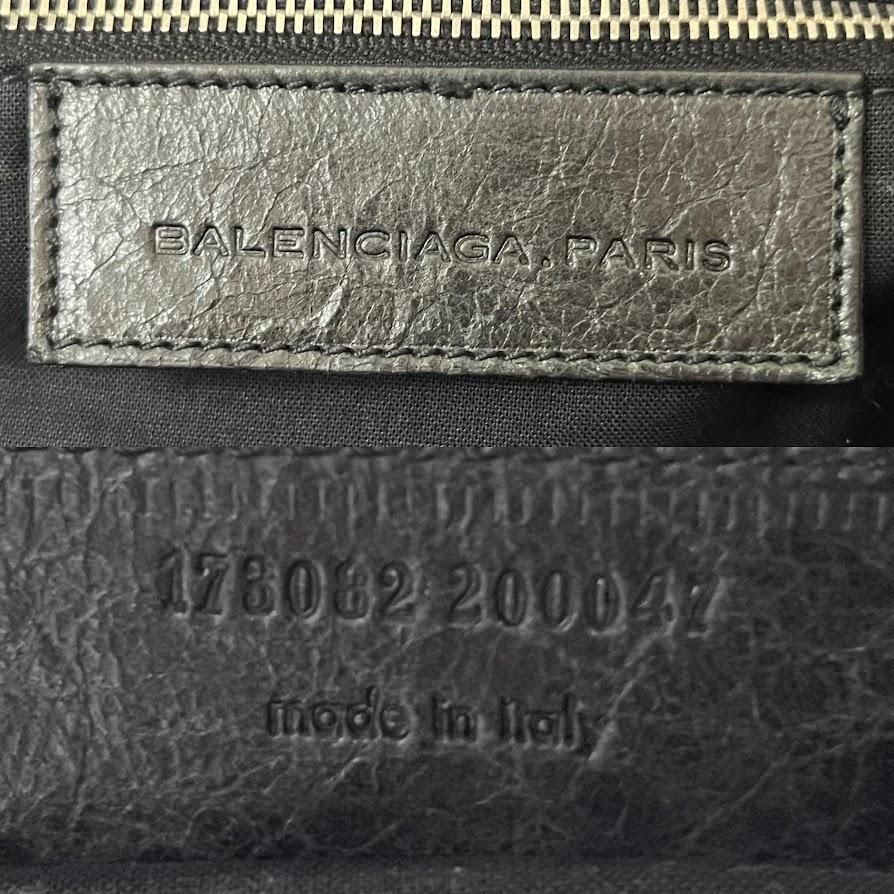 BALENCIAGA.PARIS
173082 200047
made in italy